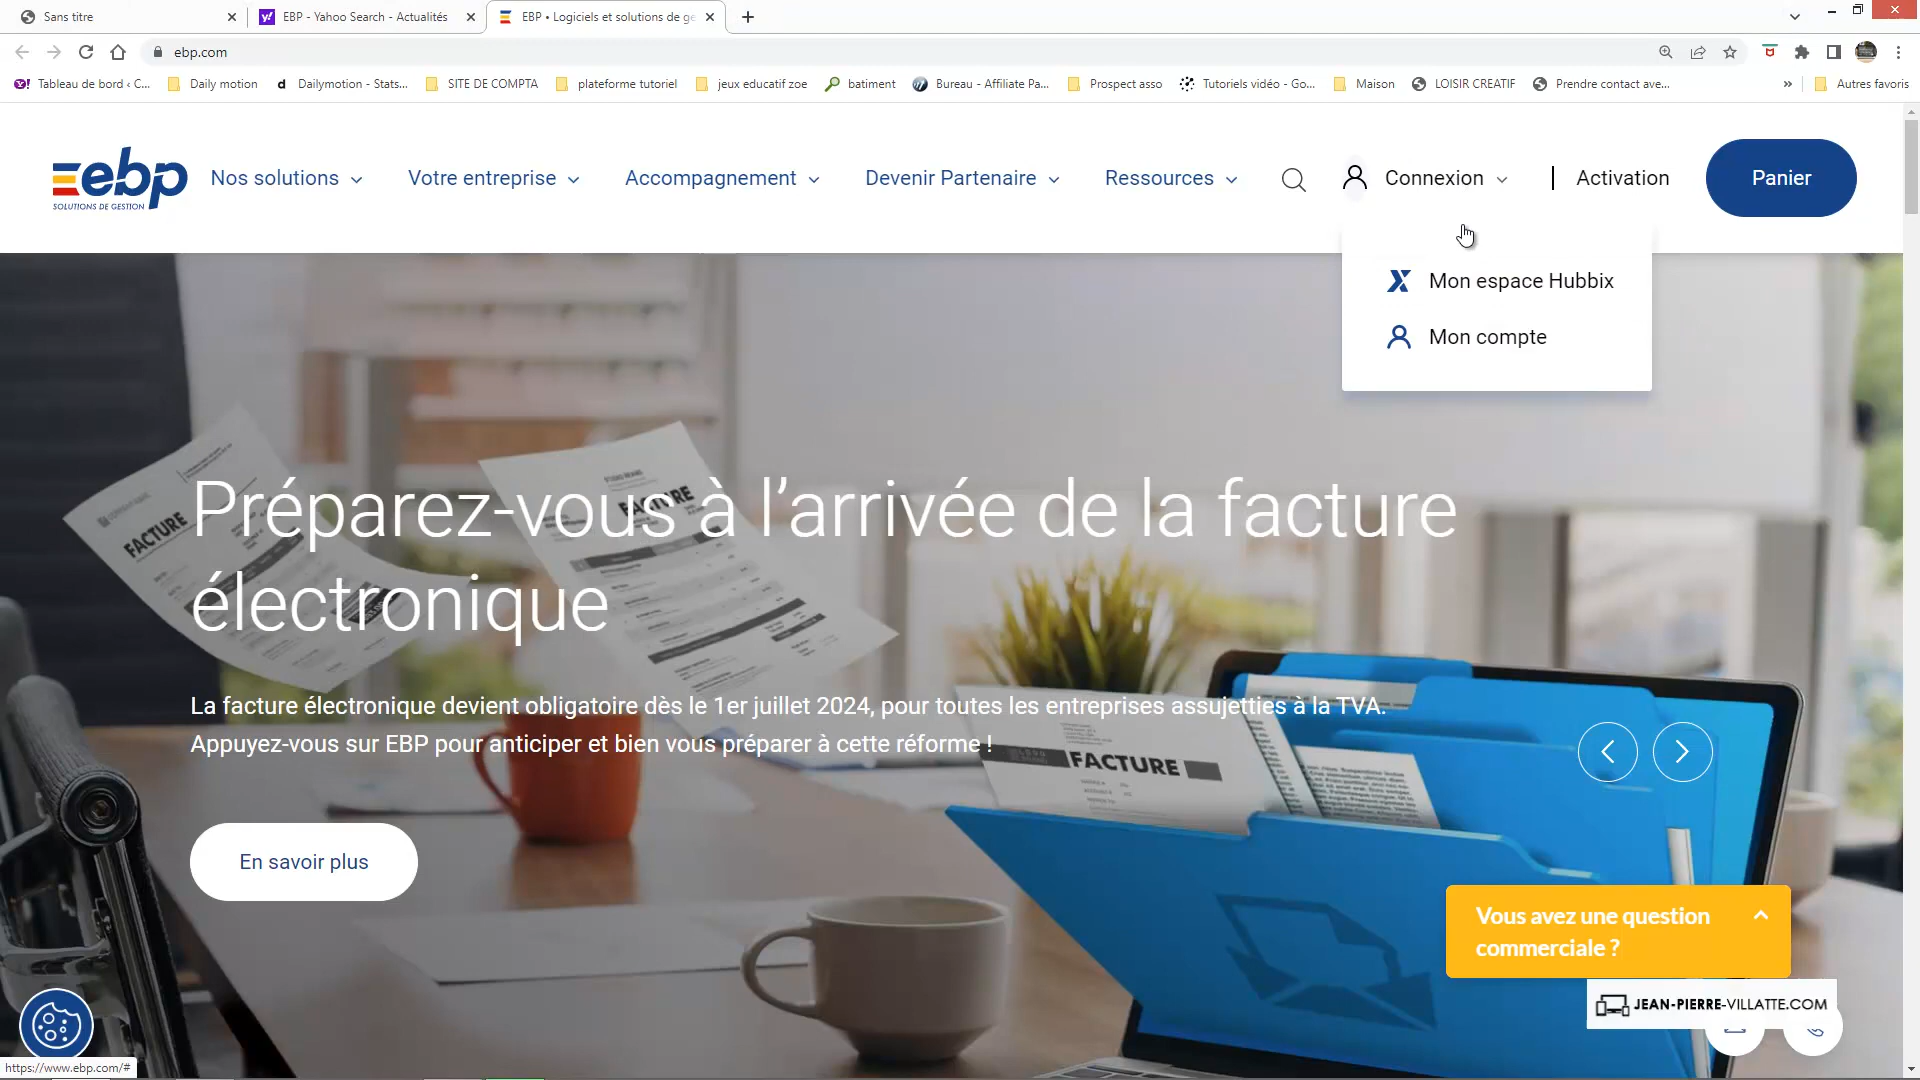 Sans titre
EBP - Yahoo Search - Actualités
EBP • Logiciels et solutions de ge
ebp.com
Tableau de bord ‹ C...
Daily motion
Dailymotion - Stats...
SITE DE COMPTA
plateforme tutoriel
jeux educatif zoe
batiment
Bureau - Affiliate Pa...
Prospect asso
Tutoriels vidéo - Go...
Maison
LOISIR CREATIF
Prendre contact ave...
»
Autres favoris
ebp
SOLUTIONS DE GESTION
Nos solutions
Votre entreprise
Accompagnement
Devenir Partenaire
Ressources
Connexion
Activation
Panier
Mon espace Hubbix
Mon compte
FACTURE
FACTURE
Préparez-vous à l’arrivée de la facture
électronique
La facture électronique devient obligatoire dès le 1er juillet 2024, pour toutes les entreprises assujetties à la TVA.
Appuyez-vous sur EBP pour anticiper et bien vous préparer à cette réforme !
FACTURE
En savoir plus
Vous avez une question
commerciale ?
JEAN-PIERRE-VILLATTE.COM
https://www.ebp.com/#